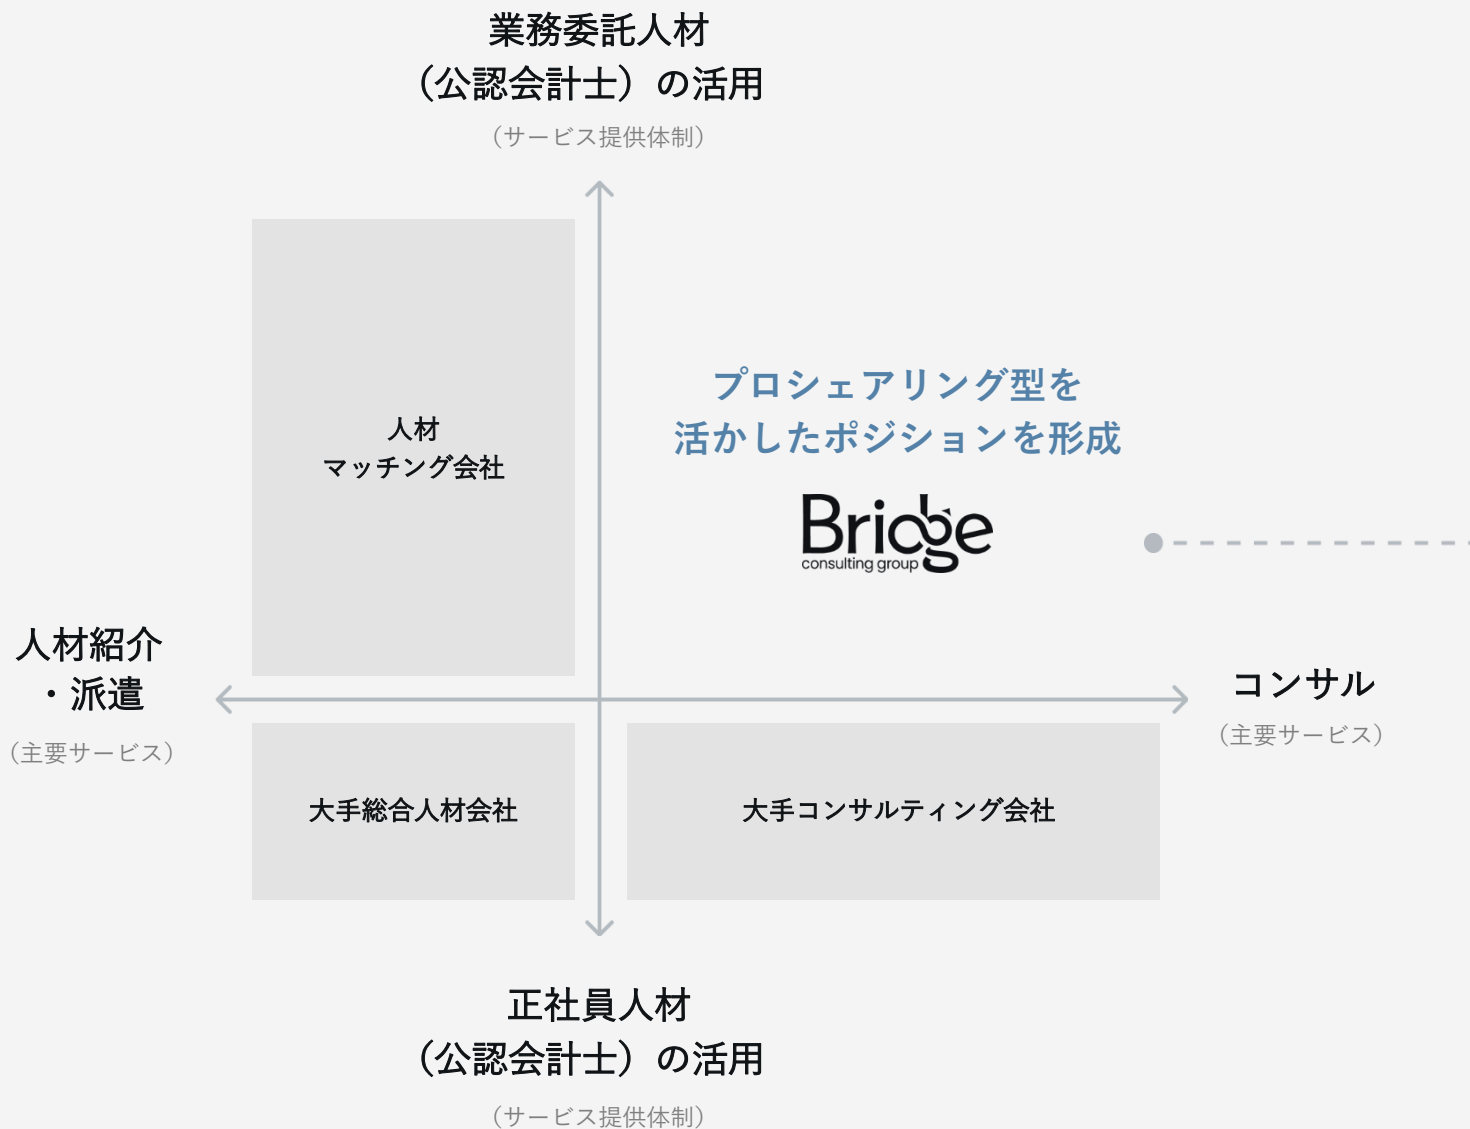 業務委託人材
（公認会計士）の活用
（サービス提供体制）
プロシェアリング型を
活かしたポジションを形成
人材
マッチング会社
Bridge
consulting group
人材紹介
・派遣
（主要サービス）
コンサル
（主要サービス）
大手総合人材会社
大手コンサルティング会社
正社員人材
（公認会計士）の活用
（サービス提供体制）